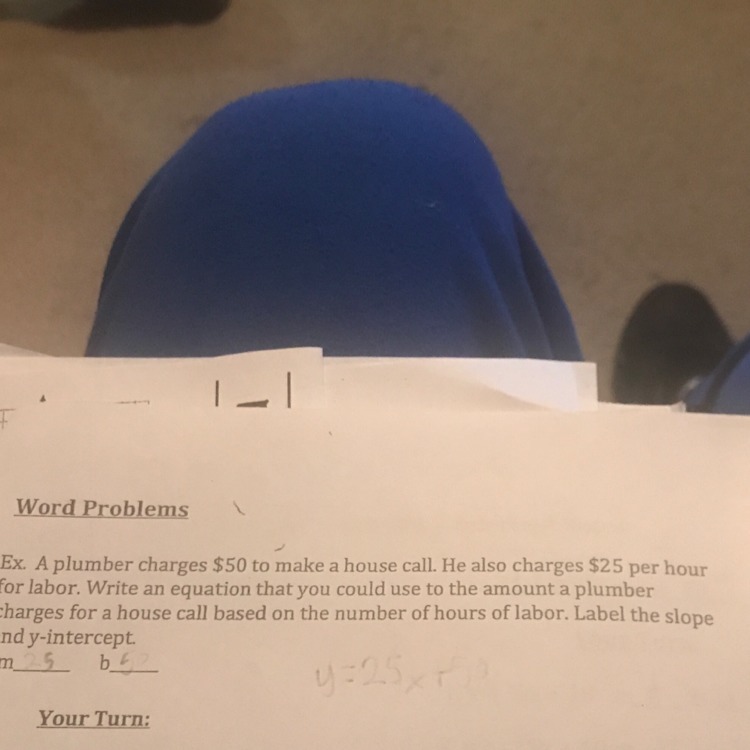 Word Problems
Ex. A plumber charges $50 to make a house call. He also charges $25 per hour
for labor. Write an equation that you could use to the amount a plumber
charges for a house call based on the number of hours of labor. Label the slope
nd y-intercept.
m 25 b 50
y=25x+50
Your Turn: